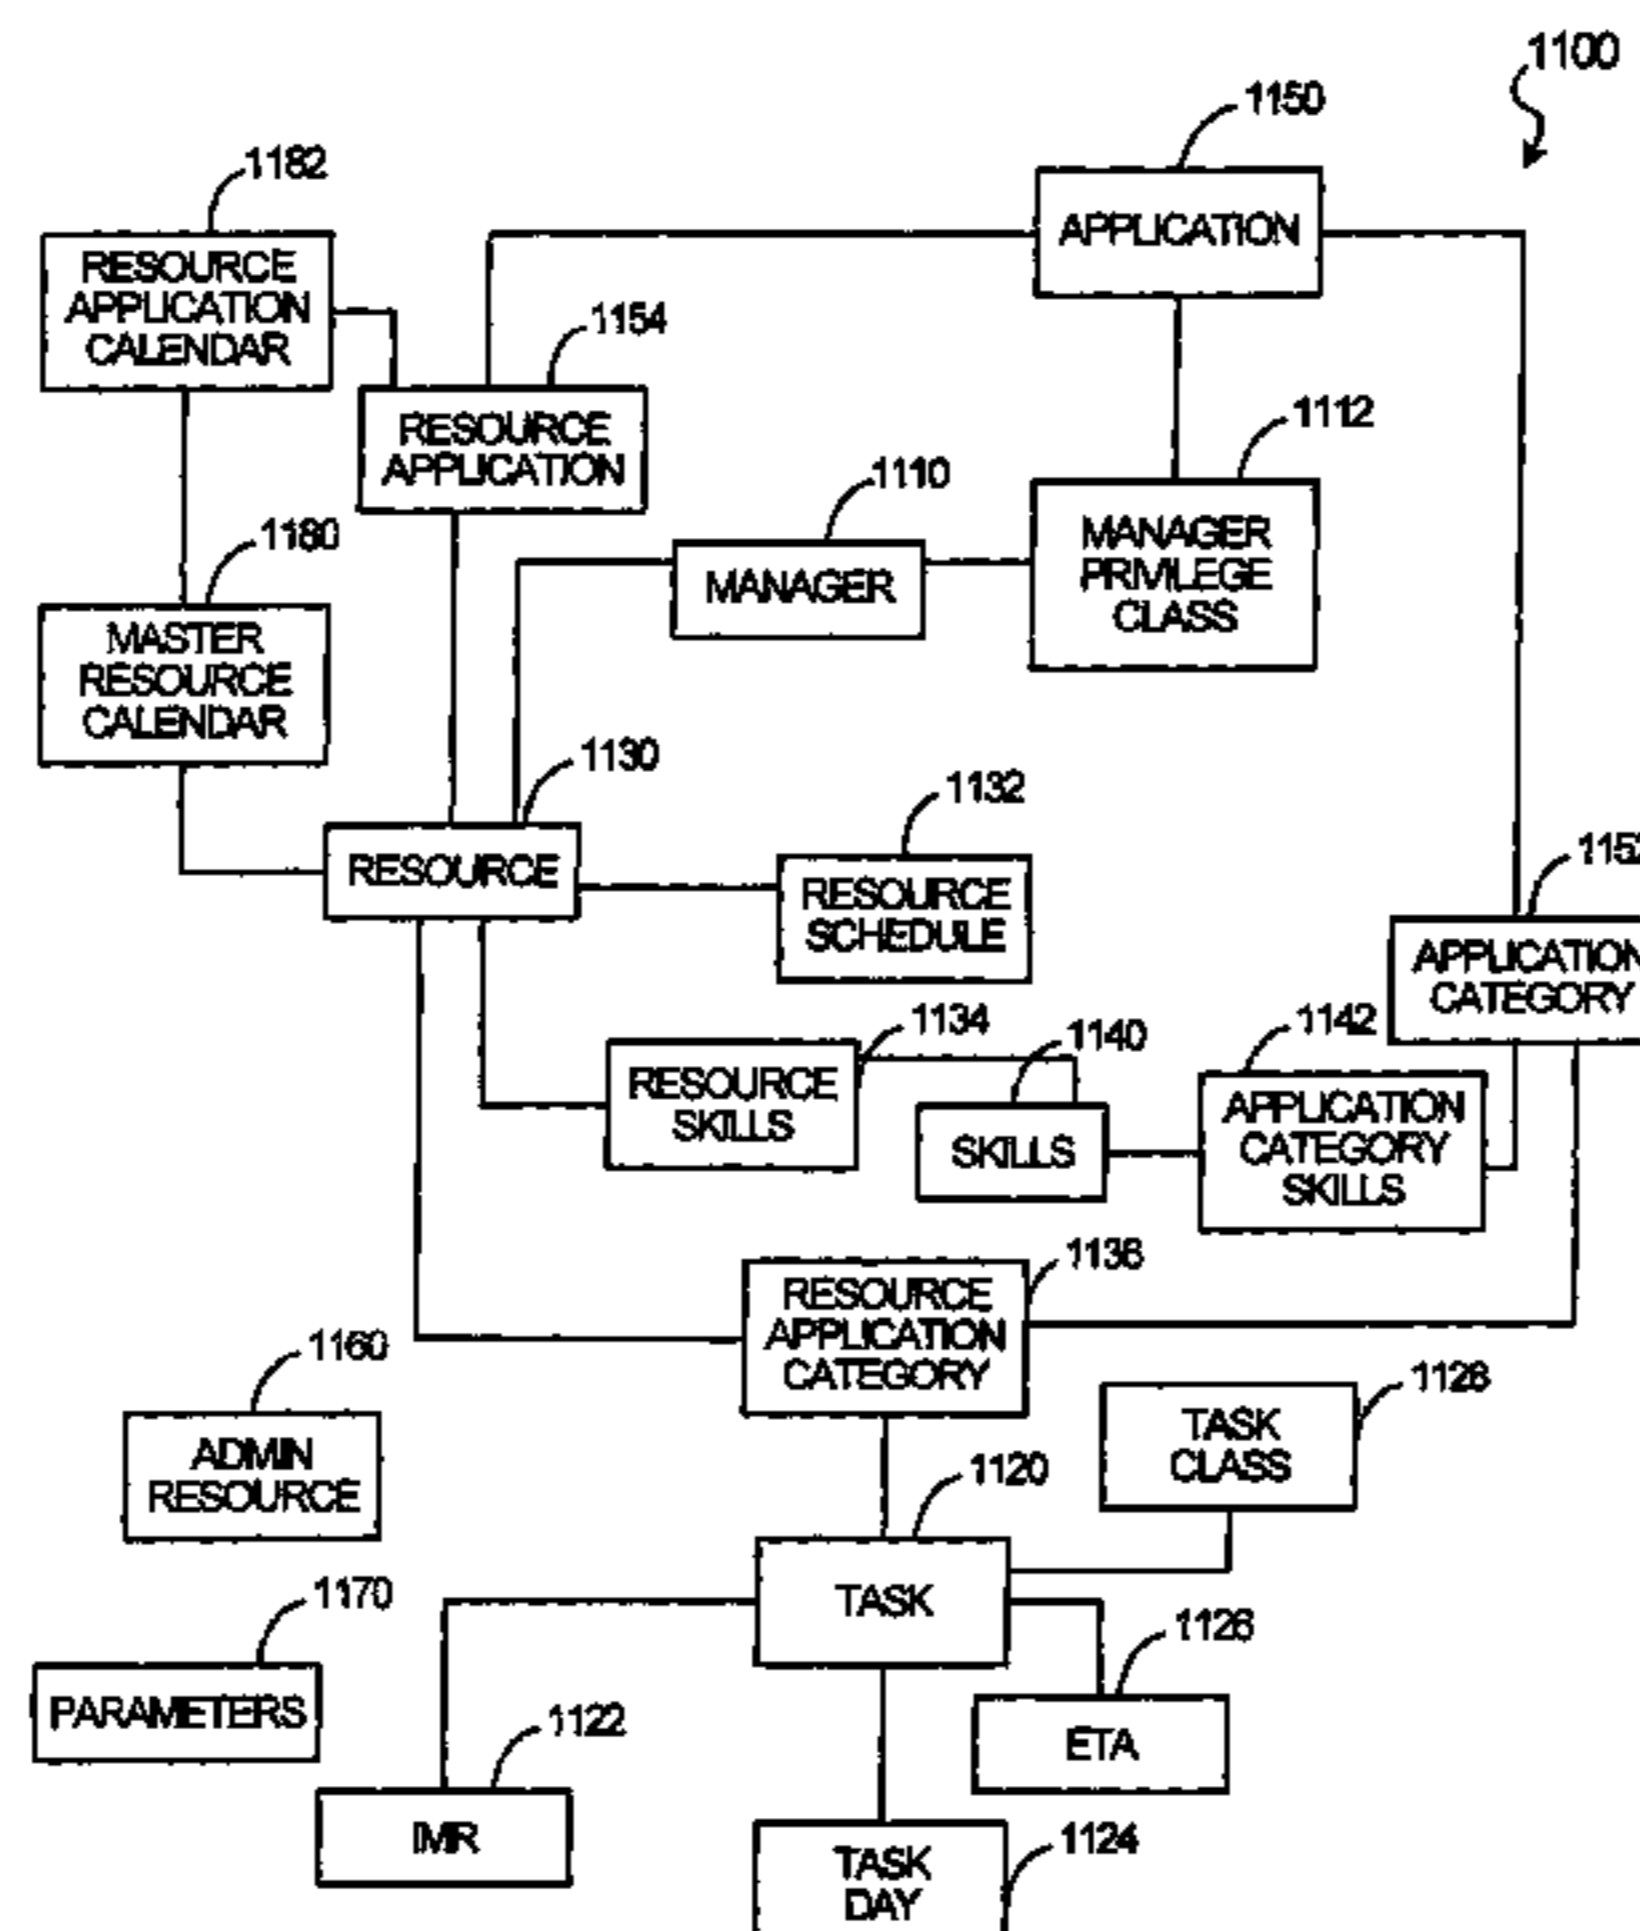 1100
1150
APPLICATION
1182
RESOURCE
APPLICATION
CALENDAR
1154
RESOURCE
APPLICATION
1112
MANAGER
PRIVILEGE
CLASS
1110
MANAGER
1180
MASTER
RESOURCE
CALENDAR
1130
RESOURCE
1132
RESOURCE
SCHEDULE
APPLICATION
CATEGORY
1134
RESOURCE
SKILLS
1140
SKILLS
1142
APPLICATION
CATEGORY
SKILLS
1136
RESOURCE
APPLICATION
CATEGORY
1160
ADMIN
RESOURCE
TASK
CLASS
1120
TASK
1170
PARAMETERS
1126
ETA
1122
IMR
1124
TASK
DAY